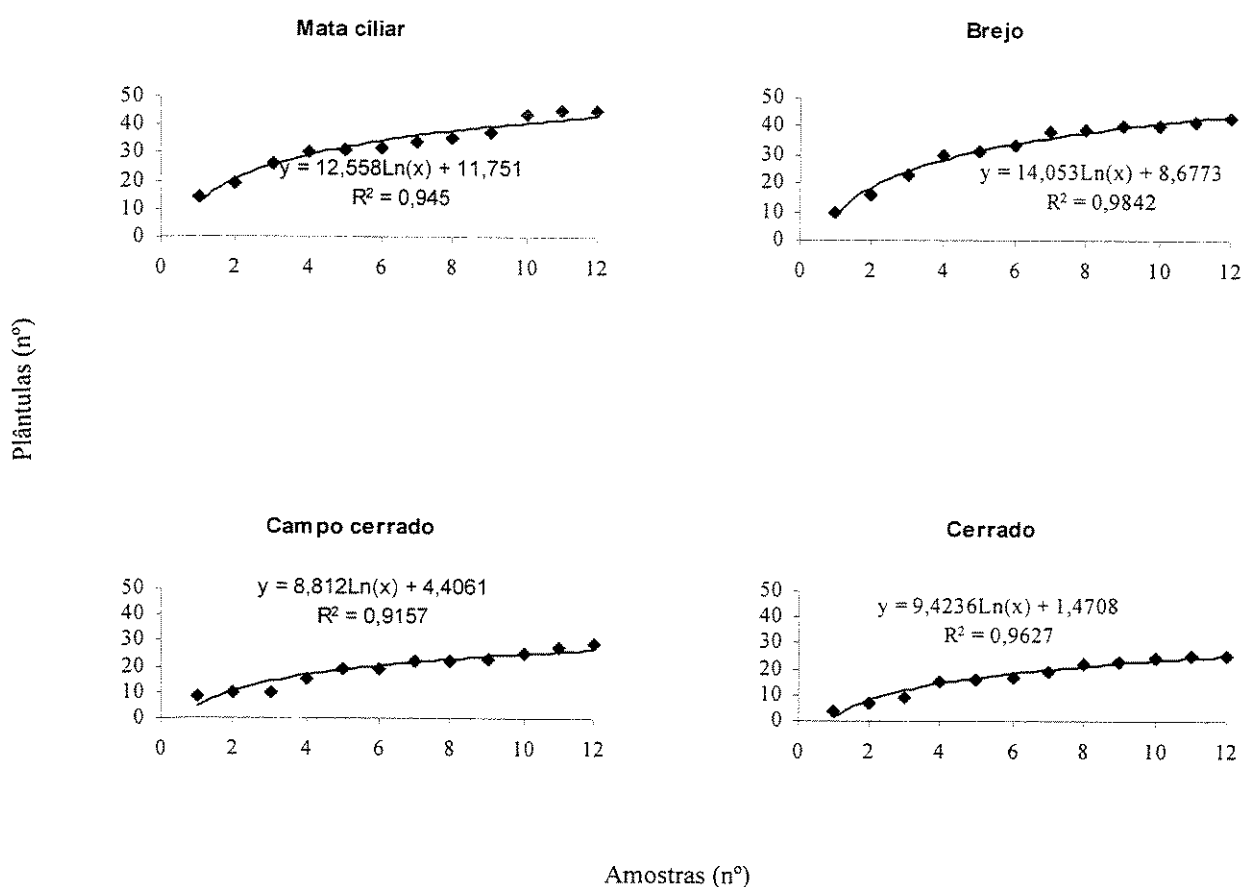 Mata ciliar
50
40
30
20
10
0
y = 12,558Ln(x) + 11,751
R² = 0,945
0 2 4 6 8 10 12
Brejo
50
40
30
20
10
0
y = 14,053Ln(x) + 8,6773
R² = 0,9842
0 2 4 6 8 10 12
Plântulas (nº)
Campo cerrado
y = 8,812Ln(x) + 4,4061
R² = 0,9157
50
40
30
20
10
0
0 2 4 6 8 10 12
Cerrado
y = 9,4236Ln(x) + 1,4708
R² = 0,9627
50
40
30
20
10
0
0 2 4 6 8 10 12
Amostras (nº)